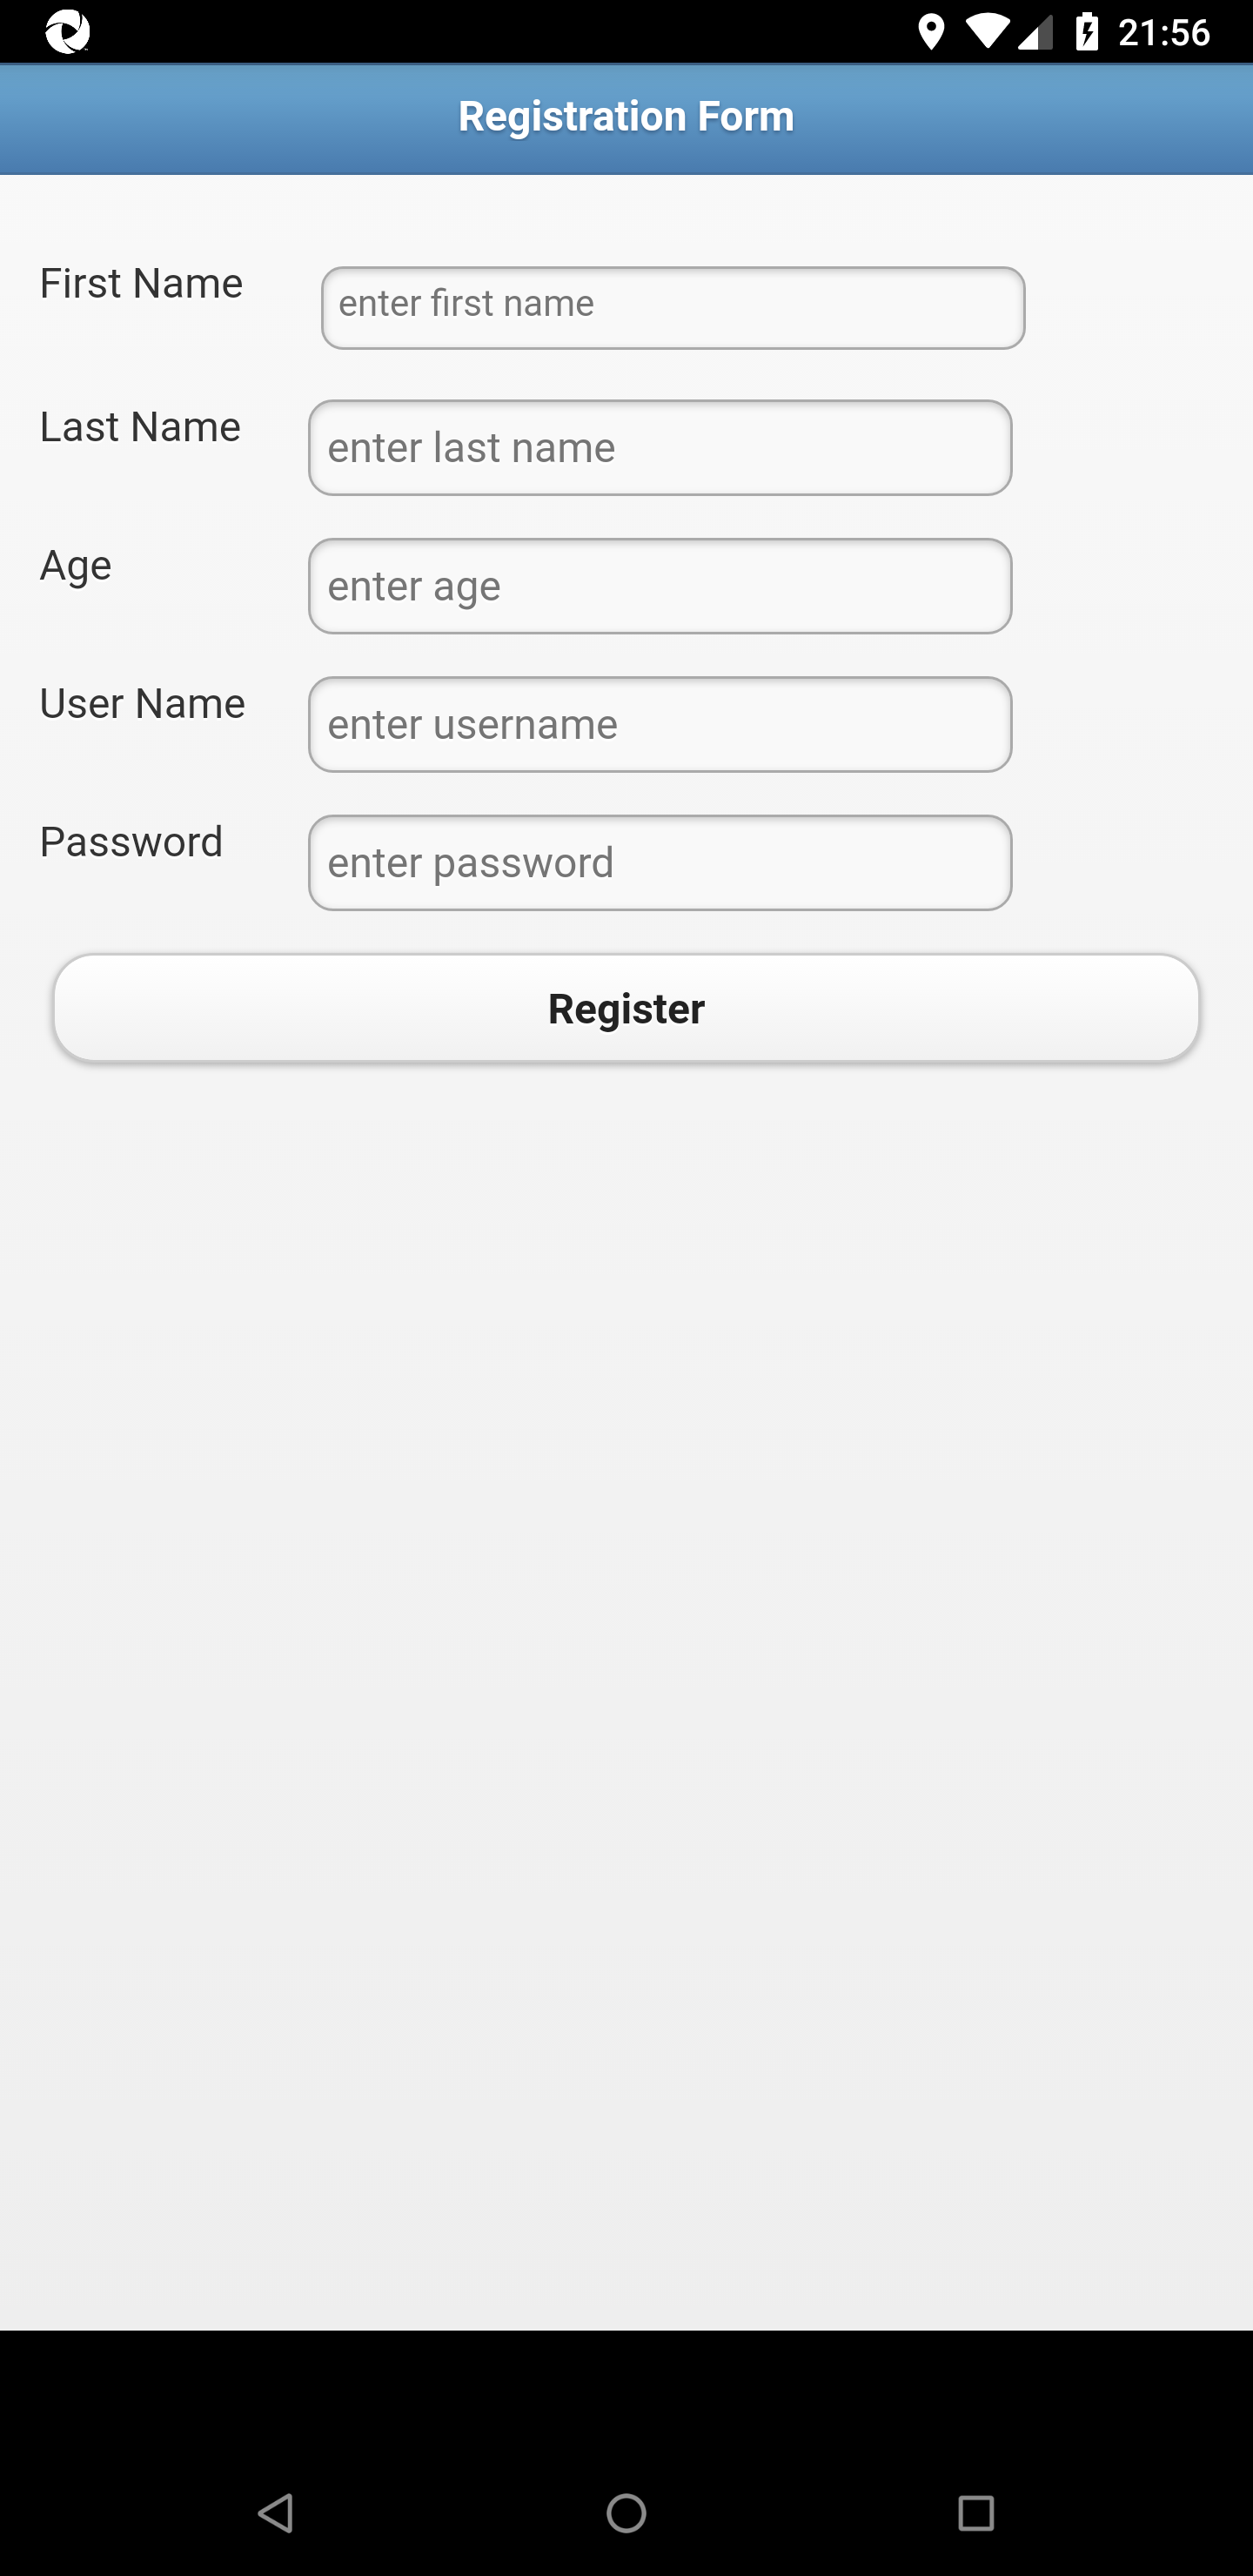 21:56
Registration Form
First Name
enter first name
Last Name
enter last name
Age
enter age
User Name
enter username
Password
enter password
Register